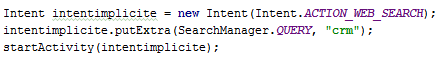 Intent intentimplicite = new Intent(Intent.ACTION_WEB_SEARCH);
intentimplicite.putExtra(SearchManager.QUERY, "crm");
startActivity(intentimplicite);